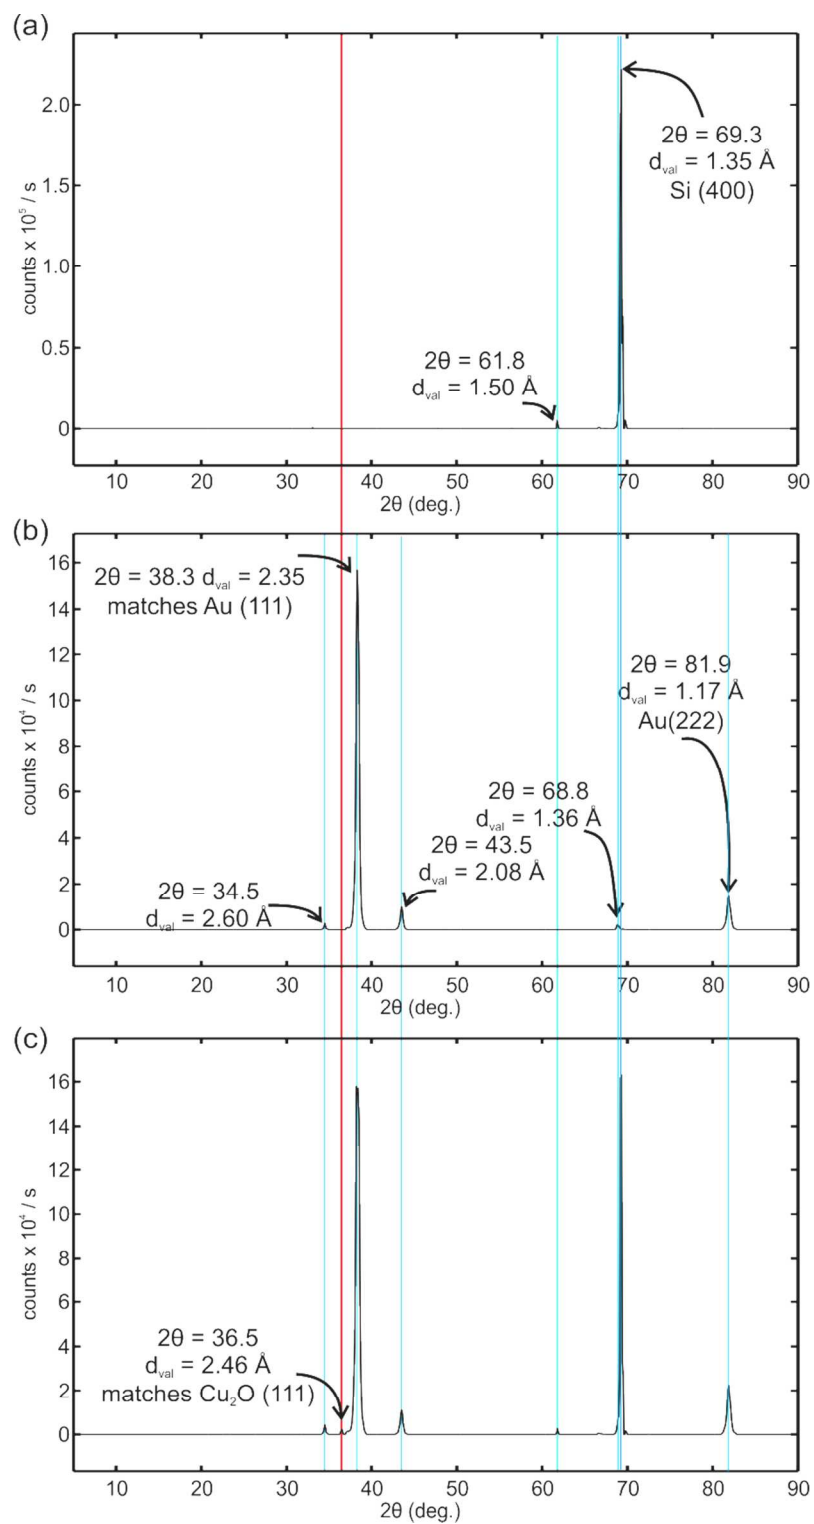 (a)
2.0
1.5
1.0
0.5
0
counts x 10⁵ / s
2θ = 69.3
d_val = 1.35 Å
Si (400)
2θ = 61.8
d_val = 1.50 Å
10 20 30 40 50 60 70 80 90
2θ (deg.)
(b)
16
14
12
10
8
6
4
2
0
counts x 10⁴ / s
2θ = 38.3 d_val = 2.35
matches Au (111)
2θ = 81.9
d_val = 1.17 Å
Au(222)
2θ = 68.8
d_val = 1.36 Å
2θ = 43.5
d_val = 2.08 Å
2θ = 34.5
d_val = 2.60 Å
10 20 30 40 50 60 70 80 90
2θ (deg.)
(c)
16
14
12
10
8
6
4
2
0
counts x 10⁴ / s
2θ = 36.5
d_val = 2.46 Å
matches Cu₂O (111)
10 20 30 40 50 60 70 80 90
2θ (deg.)